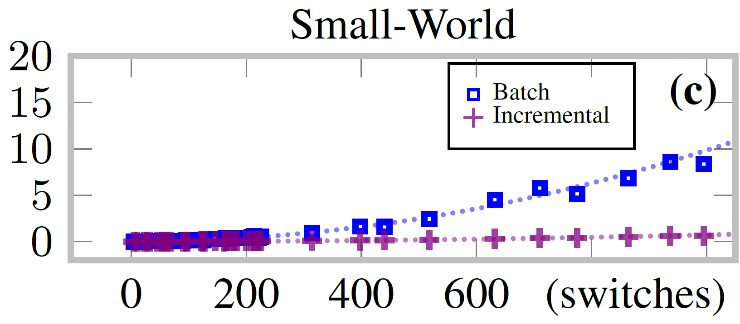 Small-World
20
15
10
5
0
(c)
Batch
Incremental
0 200 400 600 (switches)